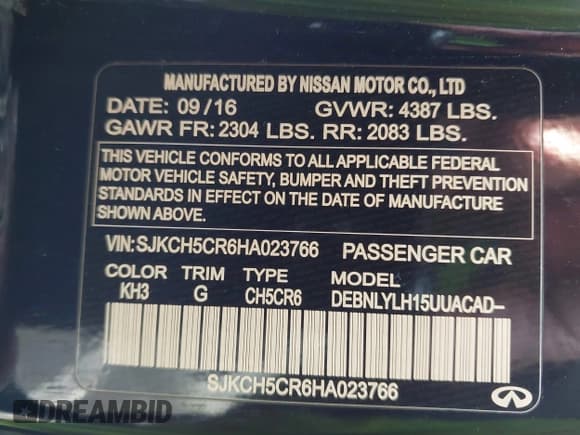 MANUFACTURED BY NISSAN MOTOR CO., LTD
DATE: 09/16 GVWR: 4387 LBS.
GAWR FR: 2304 LBS. RR: 2083 LBS.
THIS VEHICLE CONFORMS TO ALL APPLICABLE FEDERAL
MOTOR VEHICLE SAFETY, BUMPER AND THEFT PREVENTION
STANDARDS IN EFFECT ON THE DATE OF MANUFACTURE
SHOWN ABOVE.
VIN:SJKCH5CR6HA023766 PASSENGER CAR
COLOR TRIM TYPE MODEL
KH3 G CH5CR6 DEBNLYLH15UUACAD–
SJKCH5CR6HA023766
DREAMBID